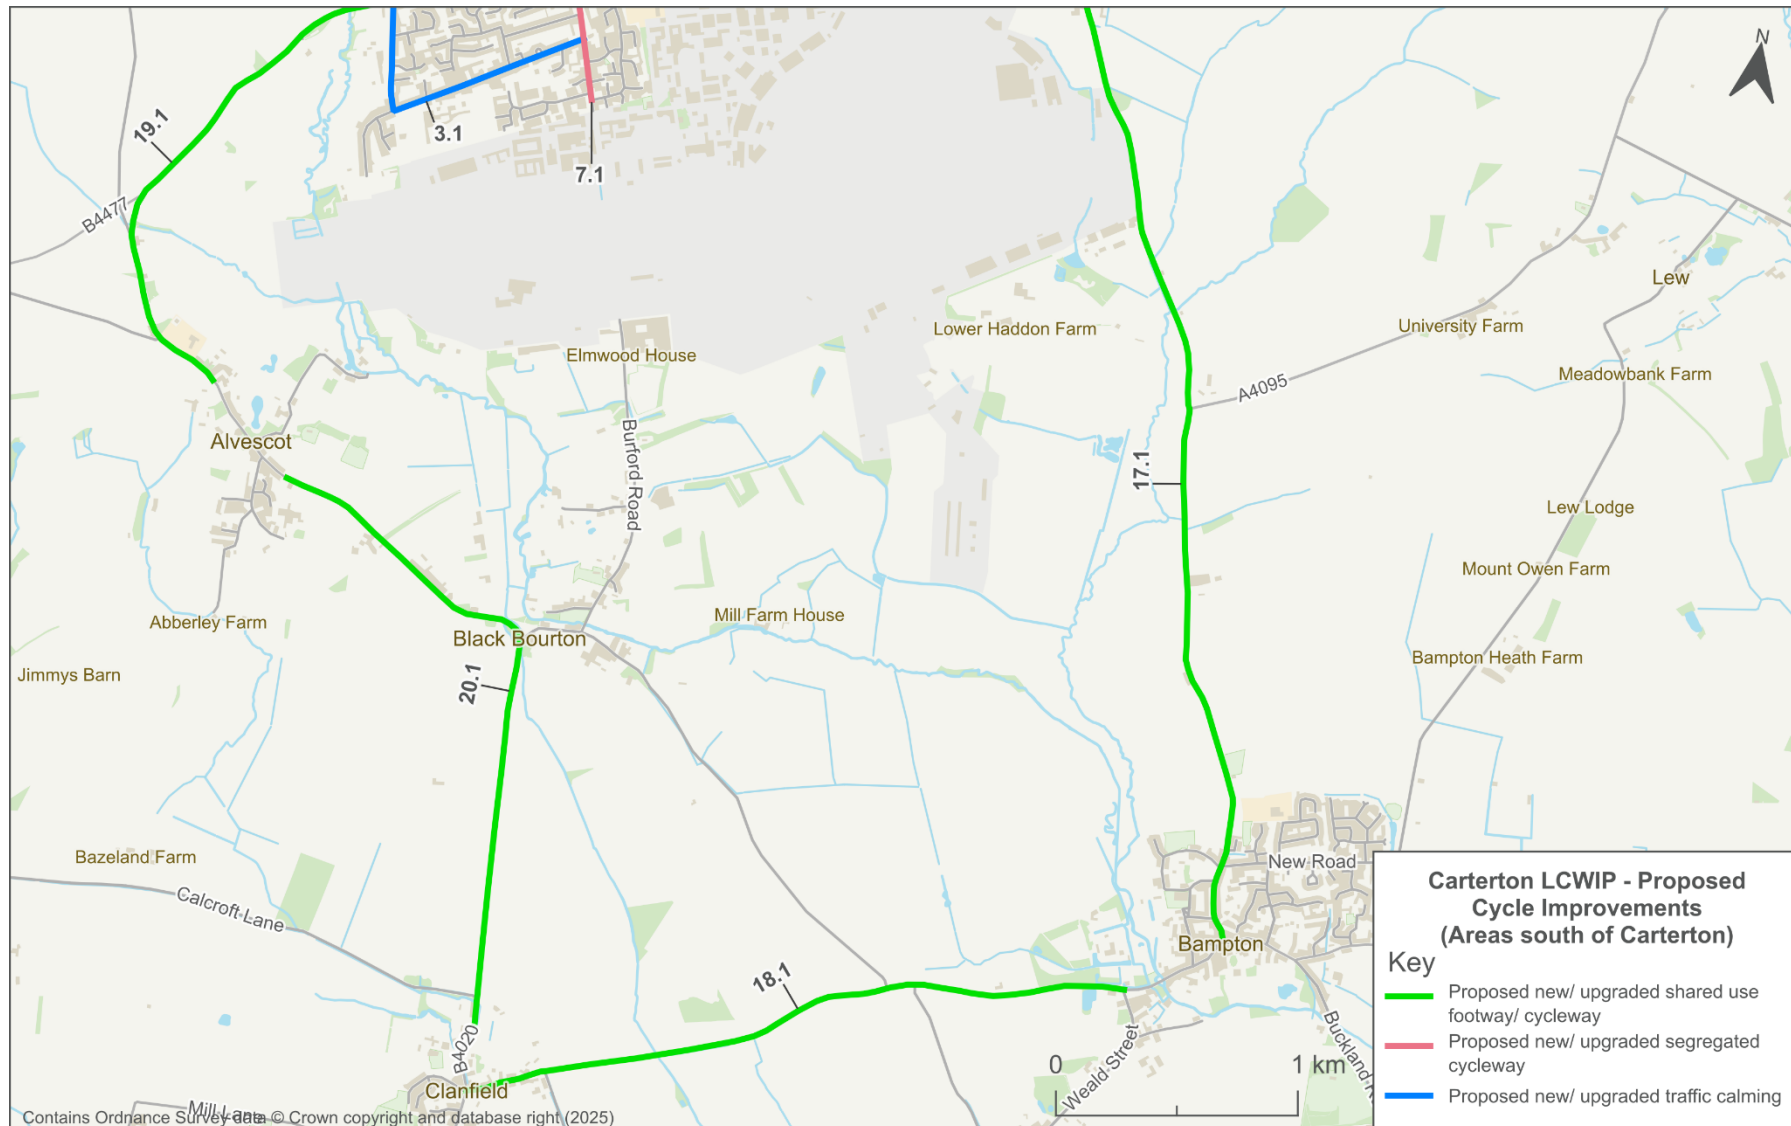 N
19.1
3.1
7.1
B4477
Lew
Lower Haddon Farm
University Farm
Elmwood House
Meadowbank Farm
A4095
Alvescot
Burford Road
17.1
Lew Lodge
Mount Owen Farm
Abberley Farm
Mill Farm House
Black Bourton
Bampton Heath Farm
Jimmys Barn
20.1
Bazeland Farm
New Road
Calcroft Lane
Bampton
18.1
B4020
Weald Street
Buckland R
Clanfield
Mill Lane
0 1 km
Carterton LCWIP - Proposed
Cycle Improvements
(Areas south of Carterton)
Key
Proposed new/ upgraded shared use
footway/ cycleway
Proposed new/ upgraded segregated
cycleway
Proposed new/ upgraded traffic calming
Contains Ordnance Survey data © Crown copyright and database right (2025)